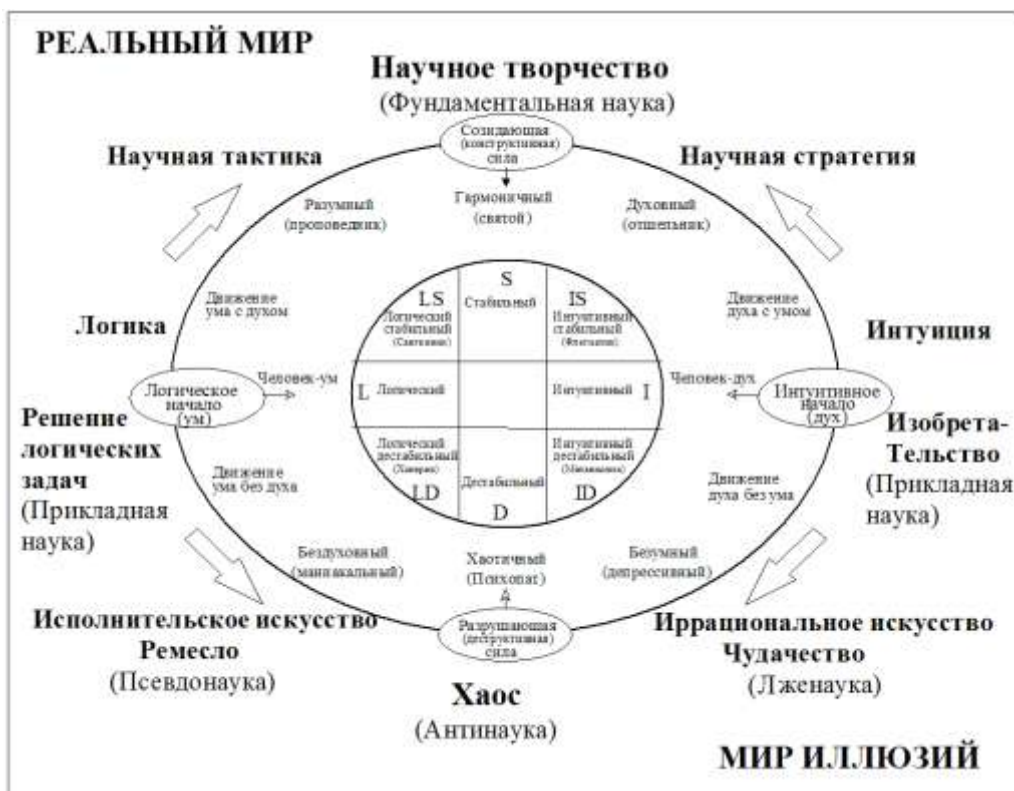 РЕАЛЬНЫЙ МИР
Научное творчество
(Фундаментальная наука)
Созидающая
(конструктивная)
сила
Научная тактика
Научная стратегия
Разумный
(проповедник)
Гармоничный
(святой)
Духовный
(отшельник)
S
LS
Стабильный
IS
Логический
стабильный
(Сангвиник)
Интуитивный
стабильный
(Флегматик)
Движение
ума с духом
Движение
духа с умом
Логика
Интуиция
Человек-ум
Человек-дух
Логическое
начало
(ум)
L
Логический
Интуитивный
I
Интуитивное
начало
(дух)
Решение
логических
задач
(Прикладная
наука)
Изобрета-
Тельство
(Прикладная
наука)
Логический
дестабильный
(Холерик)
Интуитивный
дестабильный
(Меланхолик)
Движение
ума без духа
Движение
духа без ума
LD
Дестабильный
ID
D
Бездуховный
(маниакальный)
Хаотичный
(Психопат)
Безумный
(депрессивный)
Исполнительское искусство
Ремесло
(Псевдонаука)
Разрушающая
(деструктивная)
сила
Иррациональное искусство
Чудачество
(Лженаука)
Хаос
(Антинаука)
МИР ИЛЛЮЗИЙ